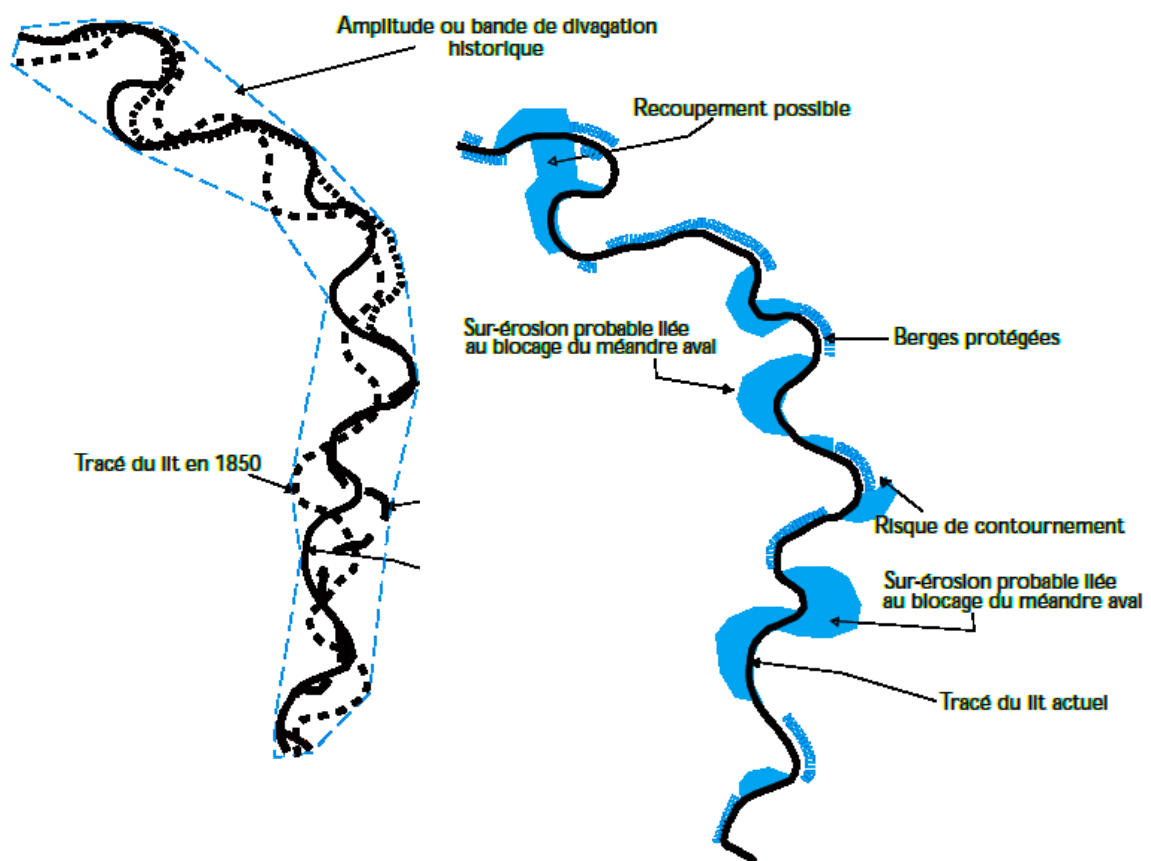 Amplitude ou bande de divagation
historique
Recoupement possible
Sur-érosion probable liée
au blocage du méandre aval
Berges protégées
Tracé du lit en 1850
Risque de contournement
Sur-érosion probable liée
au blocage du méandre aval
Tracé du lit actuel